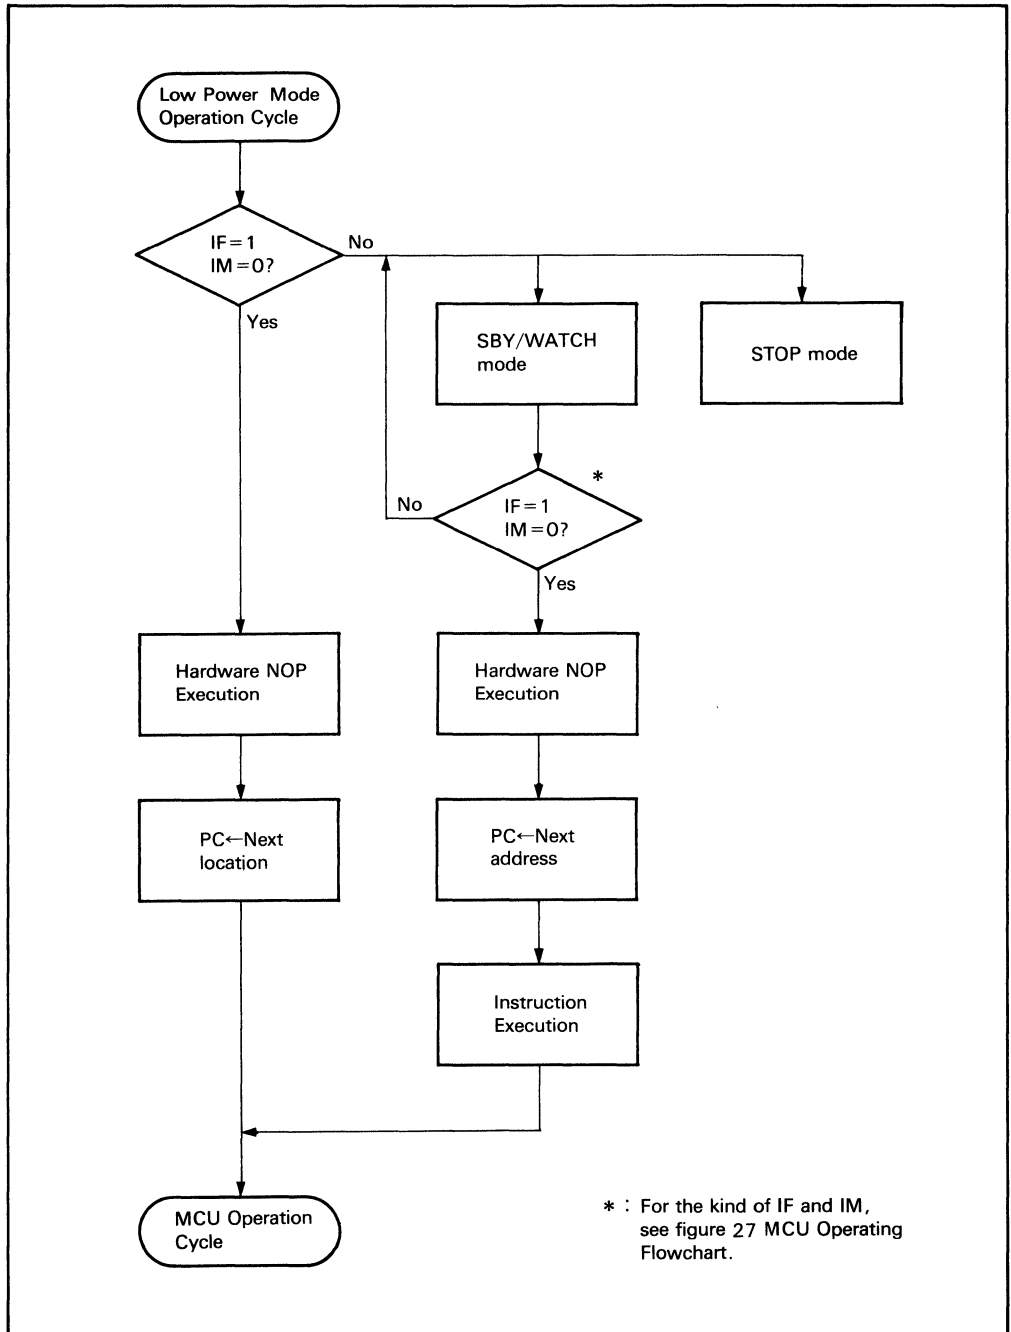 Low Power Mode
Operation Cycle
IF=1
IM=0?
No
Yes
SBY/WATCH
mode
STOP mode
*
IF=1
IM=0?
No
Yes
Hardware NOP
Execution
Hardware NOP
Execution
PC←Next
location
PC←Next
address
Instruction
Execution
MCU Operation
Cycle
* : For the kind of IF and IM,
see figure 27 MCU Operating
Flowchart.